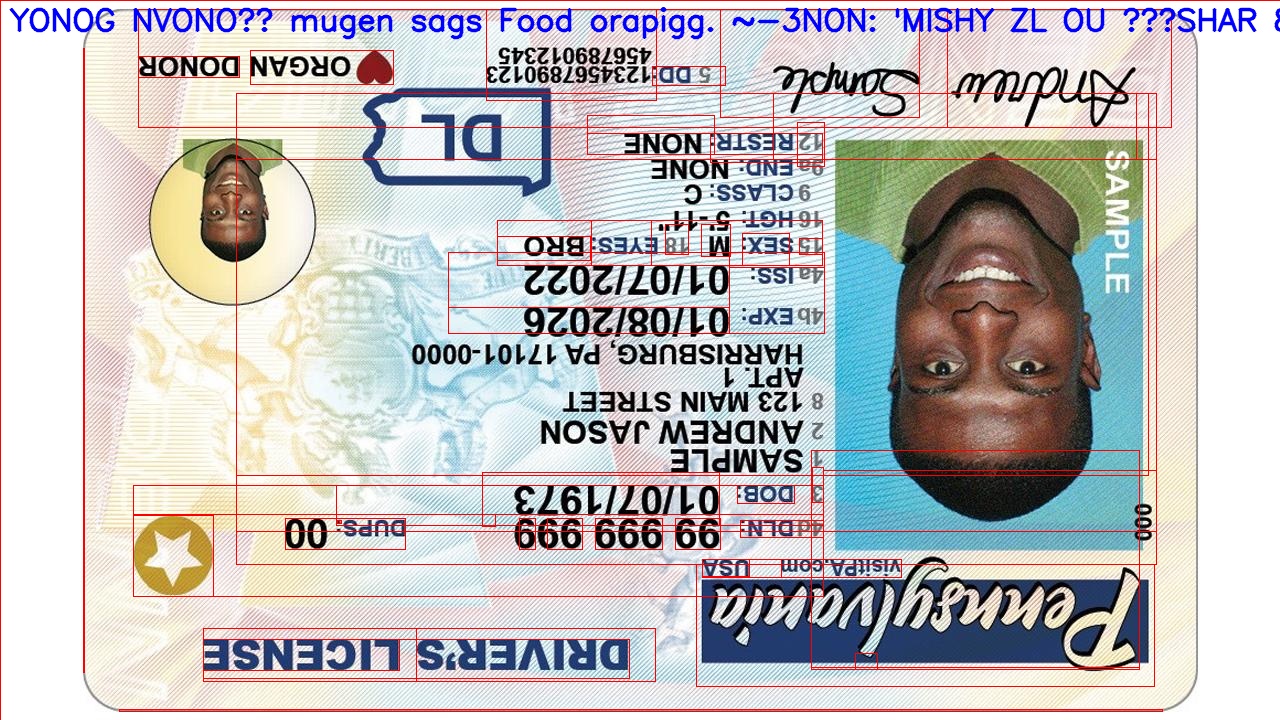 YONOG NVONO?? mugen sags Food orapigg. ~-3NON: 'MISHY ZL OU ???SHAR
Pennsylvania
DRIVER'S LICENSE
visitPA.com
USA
4d DLN: 99 999 999
DUPS: 00
3 DOB: 01/07/1973
1 SAMPLE
2 ANDREW JASON
8 123 MAIN STREET
APT. 1
HARRISBURG, PA 17101-0000
4b EXP: 01/08/2026
4a ISS: 01/07/2022
15 SEX: M 18 EYES: BRO
16 HGT: 5'-11"
9 CLASS: C
9a END: NONE
12 RESTR: NONE
DL
000
SAMPLE
Andrew Sample
5 DD: 1234567890123
456789012345
ORGAN DONOR